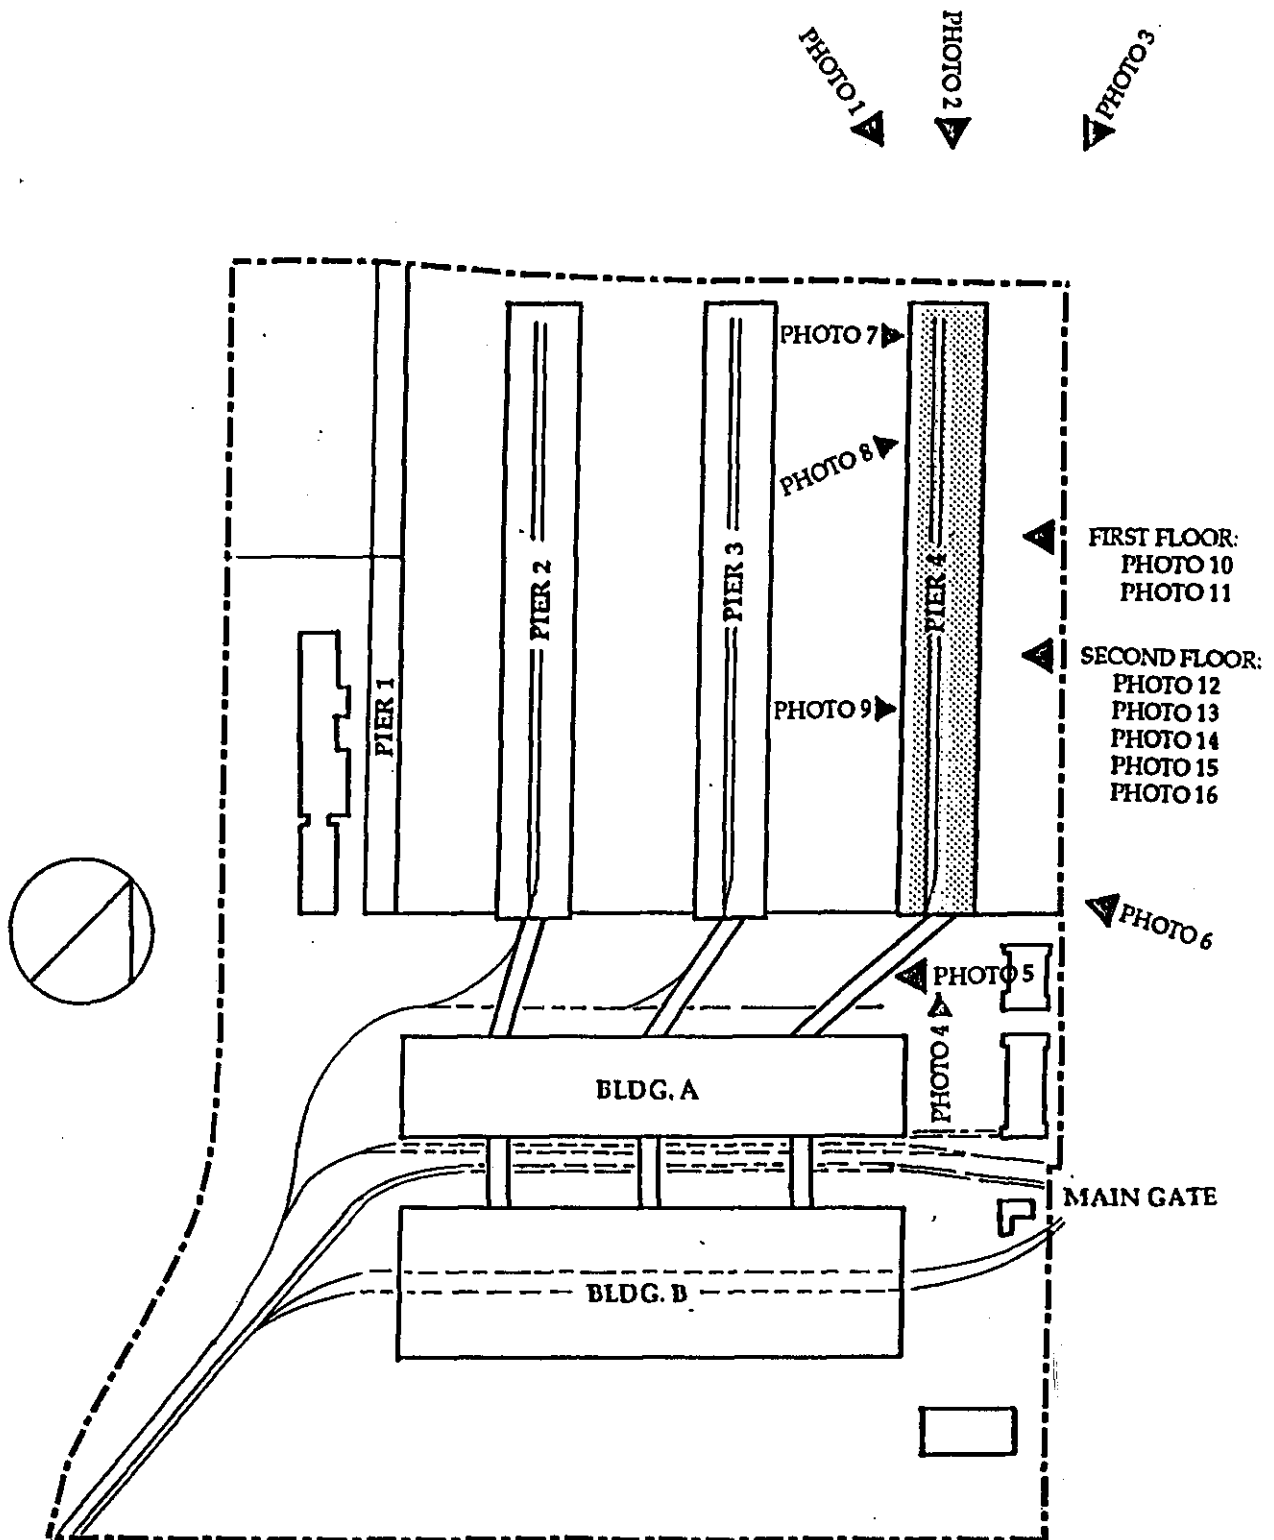 PHOTO 1
PHOTO 2
PHOTO 3
PHOTO 7
PHOTO 8
FIRST FLOOR:
PHOTO 10
PHOTO 11
PIER 2
PIER 3
PIER 4
SECOND FLOOR:
PHOTO 12
PHOTO 13
PHOTO 14
PHOTO 15
PHOTO 16
PIER 1
PHOTO 9
PHOTO 6
PHOTO 5
PHOTO 4
BLDG. A
MAIN GATE
BLDG. B